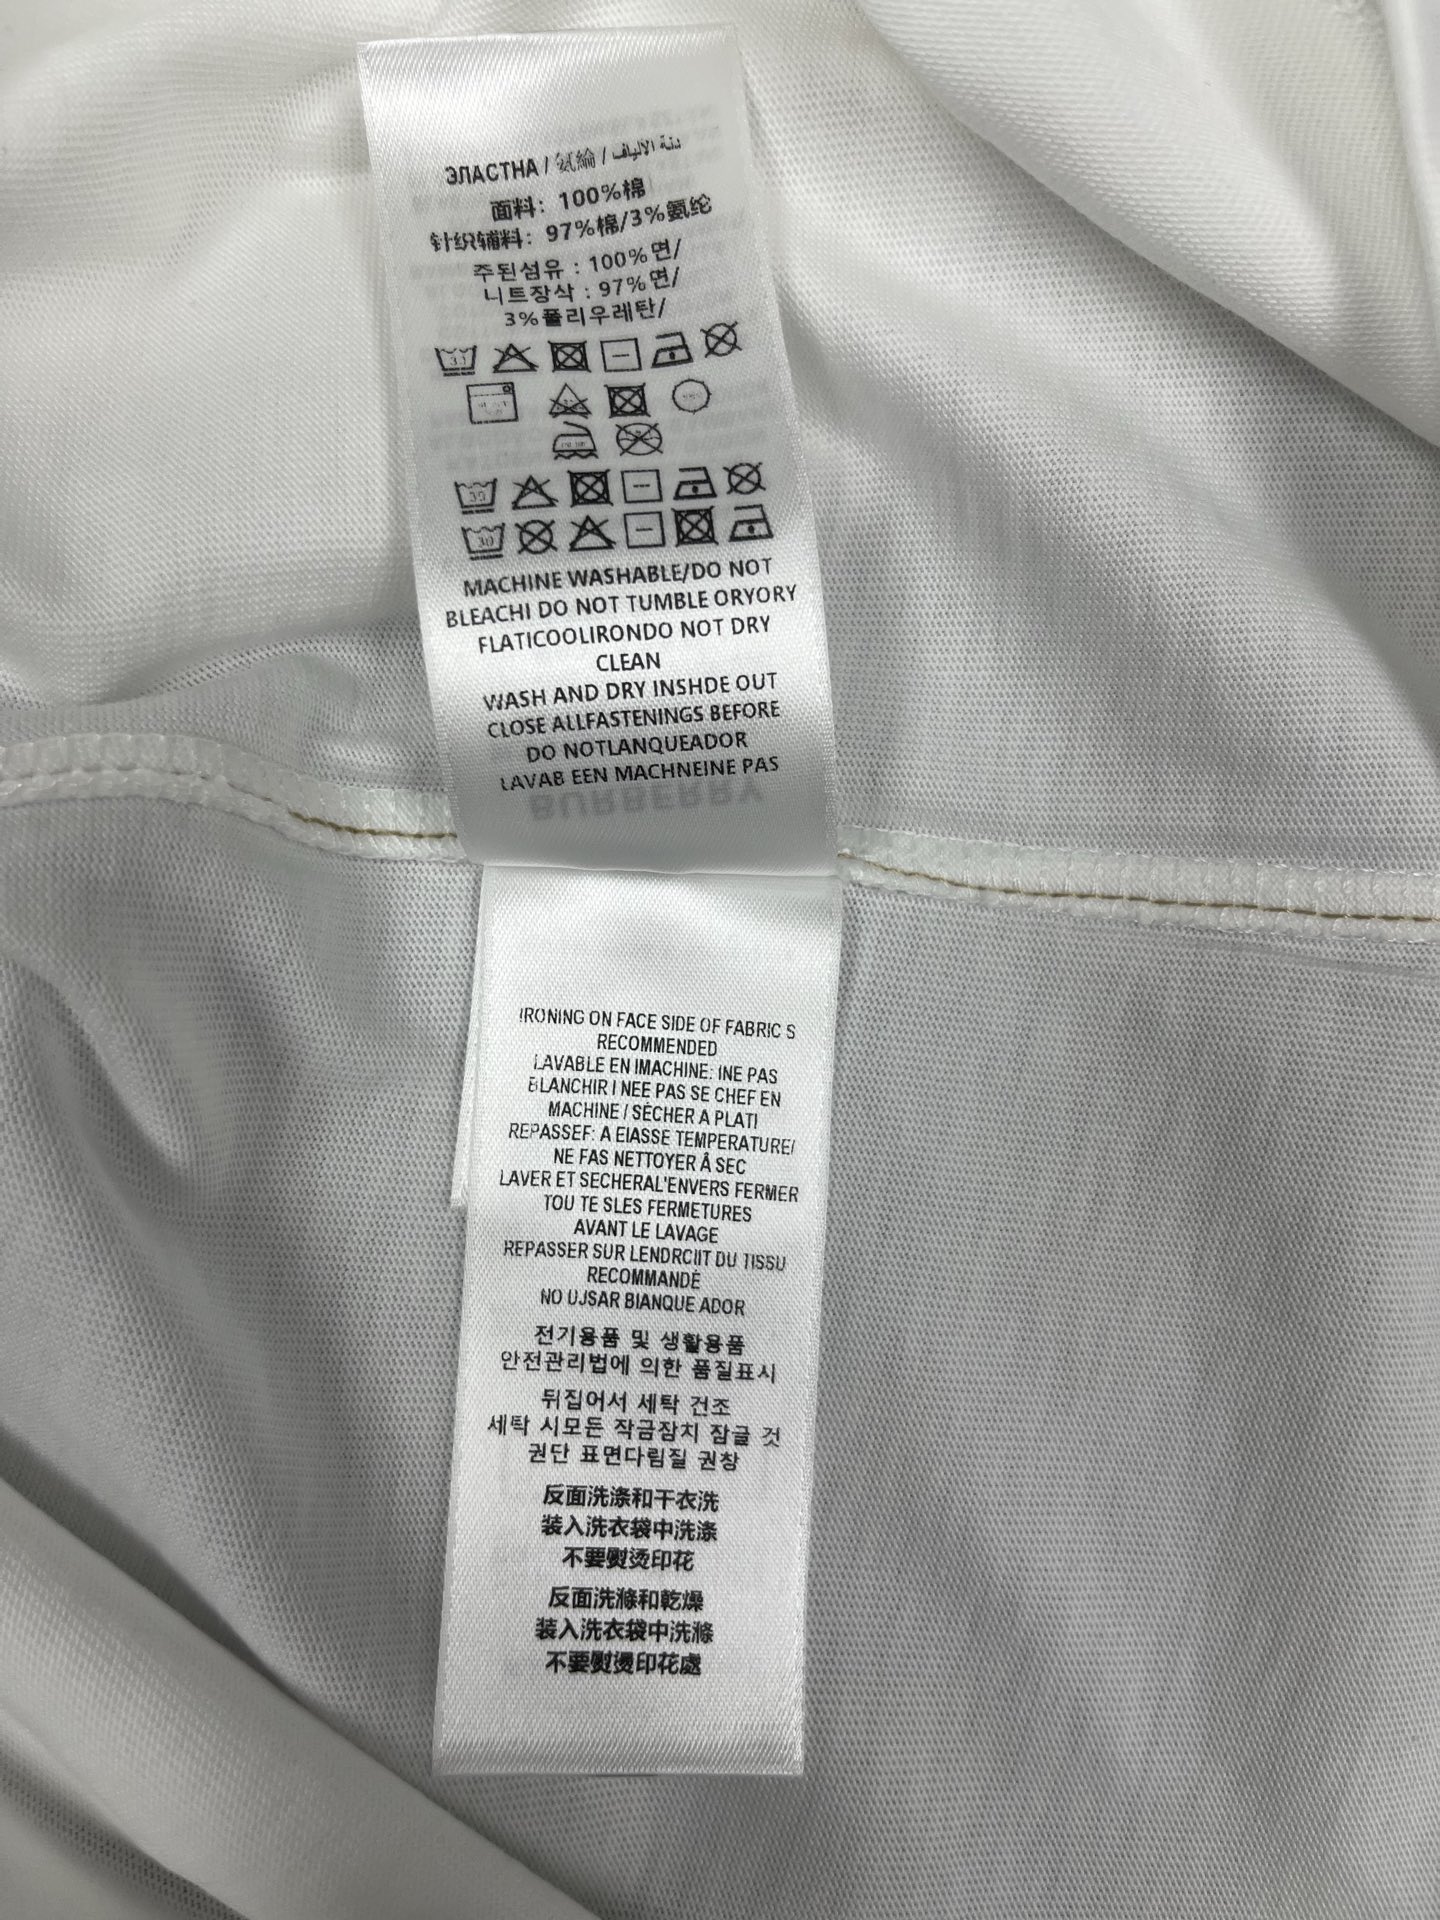 ЭЛАСТНА / 氨綸 / دنة الالياف
面料：100%棉
针织辅料：97%棉/3%氨纶
주된섬유 : 100%면/
니트장삭 : 97%면/
3%폴리우레탄/
30
30
MACHINE WASHABLE/DO NOT
BLEACHI DO NOT TUMBLE ORYORY
FLATICOOLIRONDO NOT DRY
CLEAN
WASH AND DRY INSHDE OUT
CLOSE ALLFASTENINGS BEFORE
DO NOTLANQUEADOR
LAVAB EEN MACHNEINE PAS
BURBERRY
IRONING ON FACE SIDE OF FABRIC S
RECOMMENDED
LAVABLE EN IMACHINE: INE PAS
BLANCHIR I NEE PAS SE CHEF EN
MACHINE / SÉCHER A PLATI
REPASSEF: A EIASSE TEMPERATURE/
NE FAS NETTOYER Â SEC
LAVER ET SECHERAL'ENVERS FERMER
TOU TE SLES FERMETURES
AVANT LE LAVAGE
REPASSER SUR LENDRCIIT DU TISSU
RECOMMANDÉ
NO UJSAR BIANQUE ADOR
전기용품 및 생활용품
안전관리법에 의한 품질표시
뒤집어서 세탁 건조
세탁 시모든 작금잠치 잠글 것
권단 표면다림질 권창
反面洗涤和干衣洗
装入洗衣袋中洗涤
不要熨烫印花
反面洗滌和乾燥
装入洗衣袋中洗滌
不要熨燙印花處